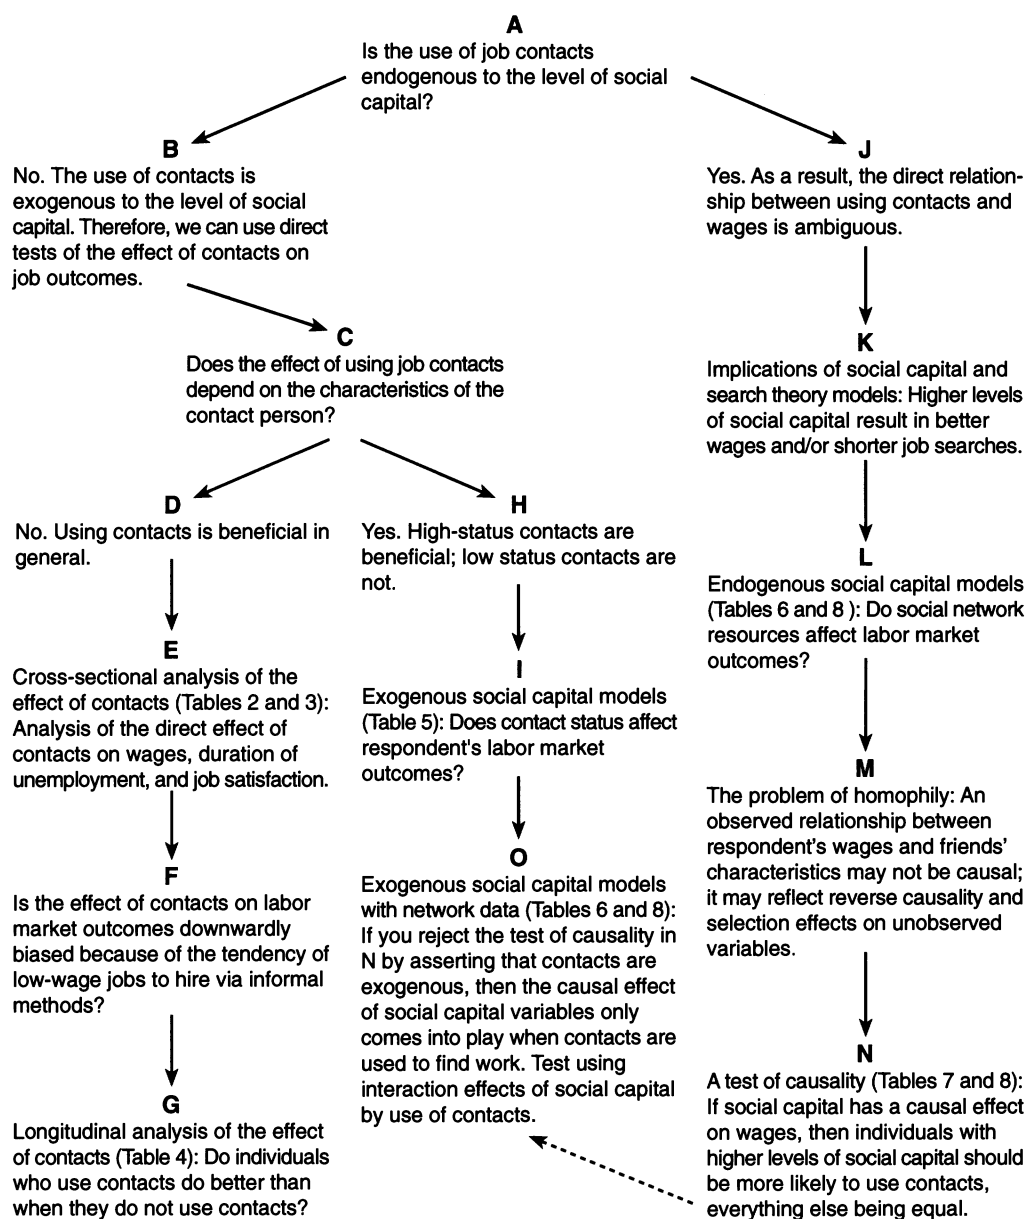 A
Is the use of job contacts
endogenous to the level of social
capital?
B
No. The use of contacts is
exogenous to the level of social
capital. Therefore, we can use direct
tests of the effect of contacts on
job outcomes.
C
Does the effect of using job contacts
depend on the characteristics of the
contact person?
D
No. Using contacts is beneficial in
general.
E
Cross-sectional analysis of the
effect of contacts (Tables 2 and 3):
Analysis of the direct effect of
contacts on wages, duration of
unemployment, and job satisfaction.
F
Is the effect of contacts on labor
market outcomes downwardly
biased because of the tendency of
low-wage jobs to hire via informal
methods?
G
Longitudinal analysis of the effect
of contacts (Table 4): Do individuals
who use contacts do better than
when they do not use contacts?
H
Yes. High-status contacts are
beneficial; low status contacts are
not.
I
Exogenous social capital models
(Table 5): Does contact status affect
respondent's labor market
outcomes?
O
Exogenous social capital models
with network data (Tables 6 and 8):
If you reject the test of causality in
N by asserting that contacts are
exogenous, then the causal effect
of social capital variables only
comes into play when contacts are
used to find work. Test using
interaction effects of social capital
by use of contacts.
J
Yes. As a result, the direct relation-
ship between using contacts and
wages is ambiguous.
K
Implications of social capital and
search theory models: Higher levels
of social capital result in better
wages and/or shorter job searches.
L
Endogenous social capital models
(Tables 6 and 8 ): Do social network
resources affect labor market
outcomes?
M
The problem of homophily: An
observed relationship between
respondent's wages and friends'
characteristics may not be causal;
it may reflect reverse causality and
selection effects on unobserved
variables.
N
A test of causality (Tables 7 and 8):
If social capital has a causal effect
on wages, then individuals with
higher levels of social capital should
be more likely to use contacts,
everything else being equal.